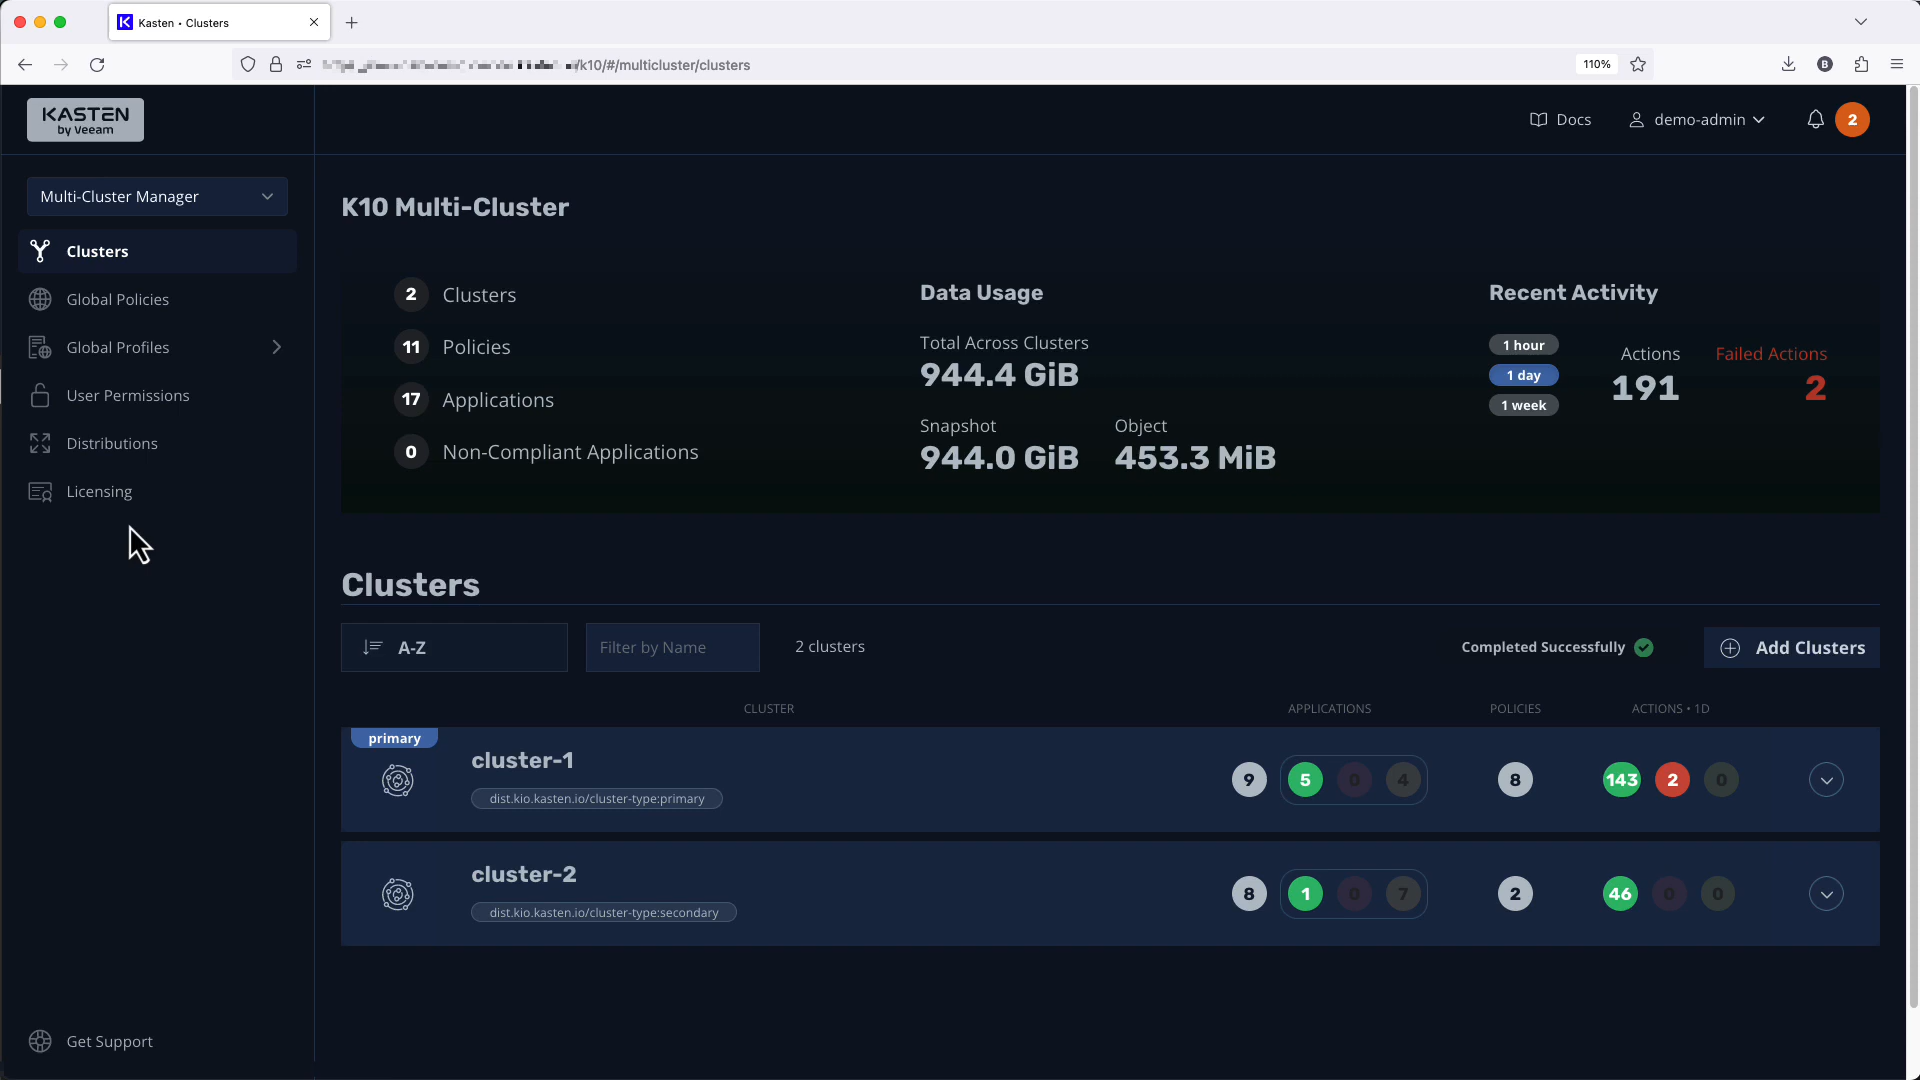 Kasten • Clusters
/k10/#/multicluster/clusters
110%
B
KASTEN
by Veeam
Docs
demo-admin
2
Multi-Cluster Manager
Clusters
Global Policies
Global Profiles
User Permissions
Distributions
Licensing
Get Support
K10 Multi-Cluster
2 Clusters
11 Policies
17 Applications
0 Non-Compliant Applications
Data Usage
Total Across Clusters
944.4 GiB
Snapshot
944.0 GiB
Object
453.3 MiB
Recent Activity
1 hour
1 day
1 week
Actions
191
Failed Actions
2
Clusters
A-Z
Filter by Name
2 clusters
Completed Successfully
Add Clusters
CLUSTER APPLICATIONS POLICIES ACTIONS • 1D
primary
cluster-1
dist.kio.kasten.io/cluster-type:primary
9 5 0 4 8 143 2 0
cluster-2
dist.kio.kasten.io/cluster-type:secondary
8 1 0 7 2 46 0 0